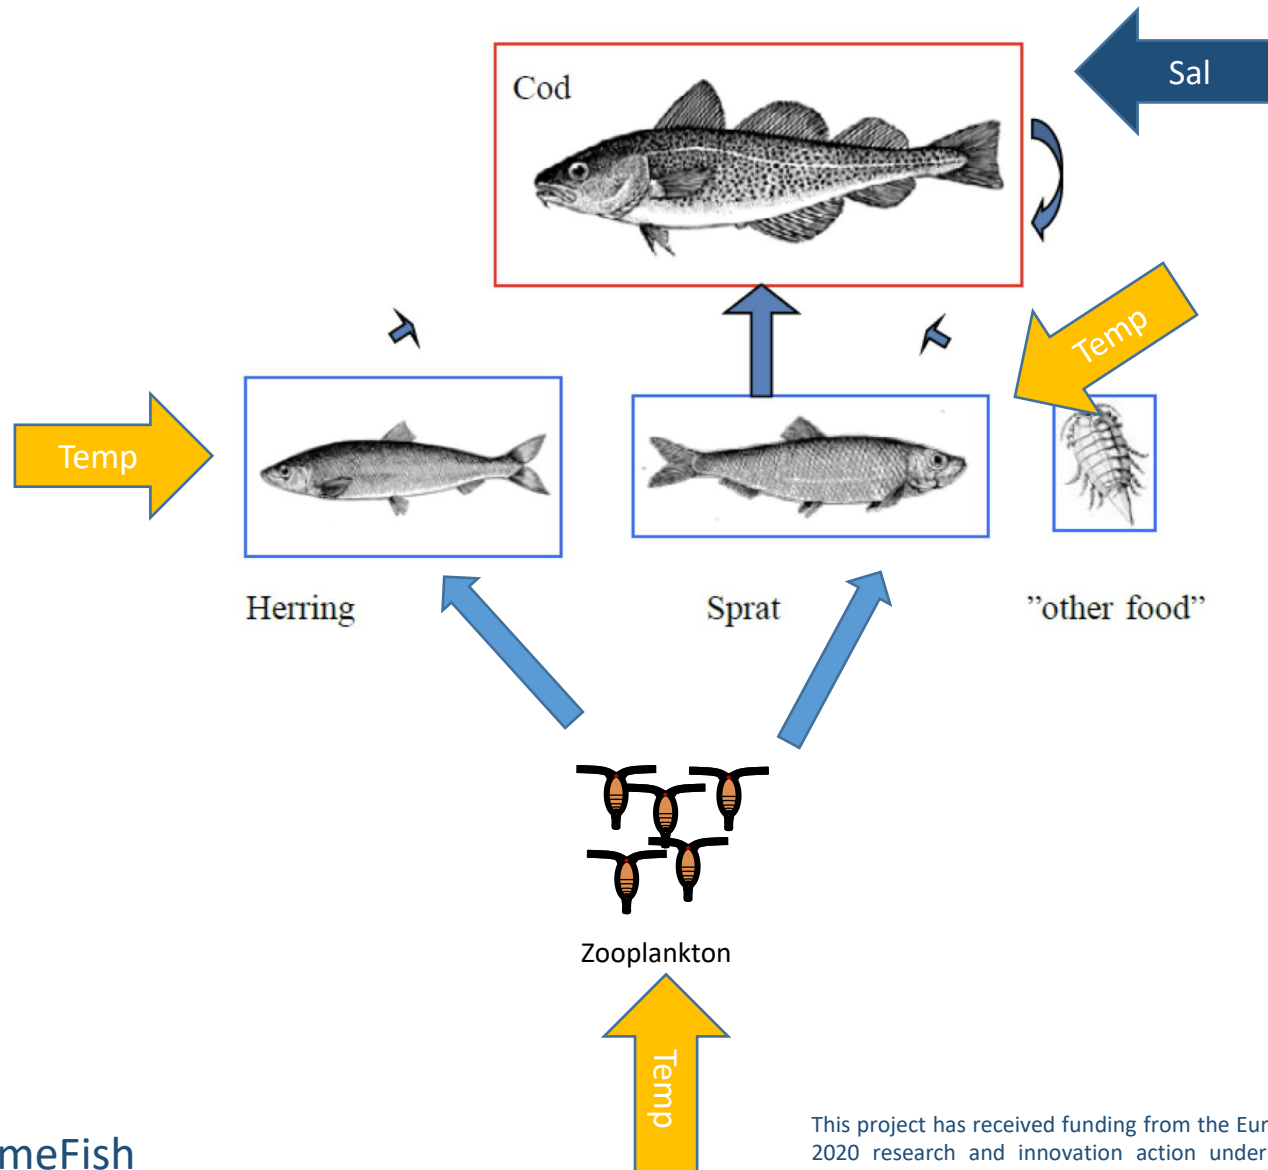 Sal
Cod
Temp
Temp
Herring
Sprat
”other food”
Zooplankton
Temp
This project has received funding from the Eur
2020 research and innovation action under
meFish